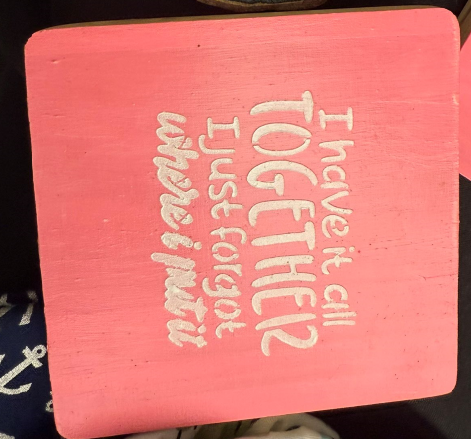 I have it all
TOGETHER
I just forgot
where i put it